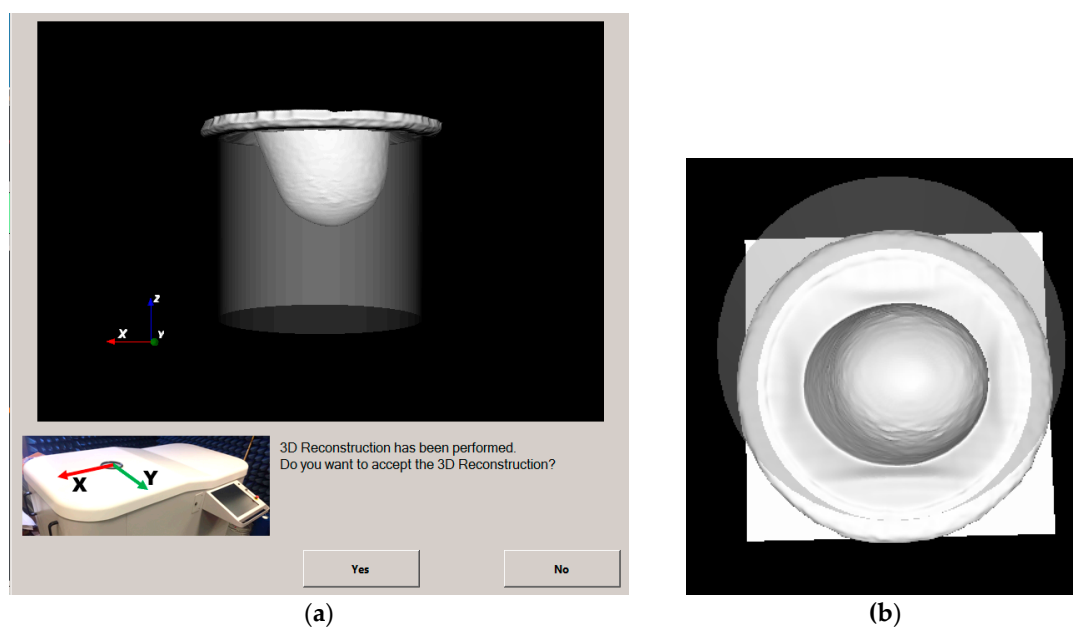 Z
X Y
X Y
3D Reconstruction has been performed.
Do you want to accept the 3D Reconstruction?
Yes No
(a) (b)